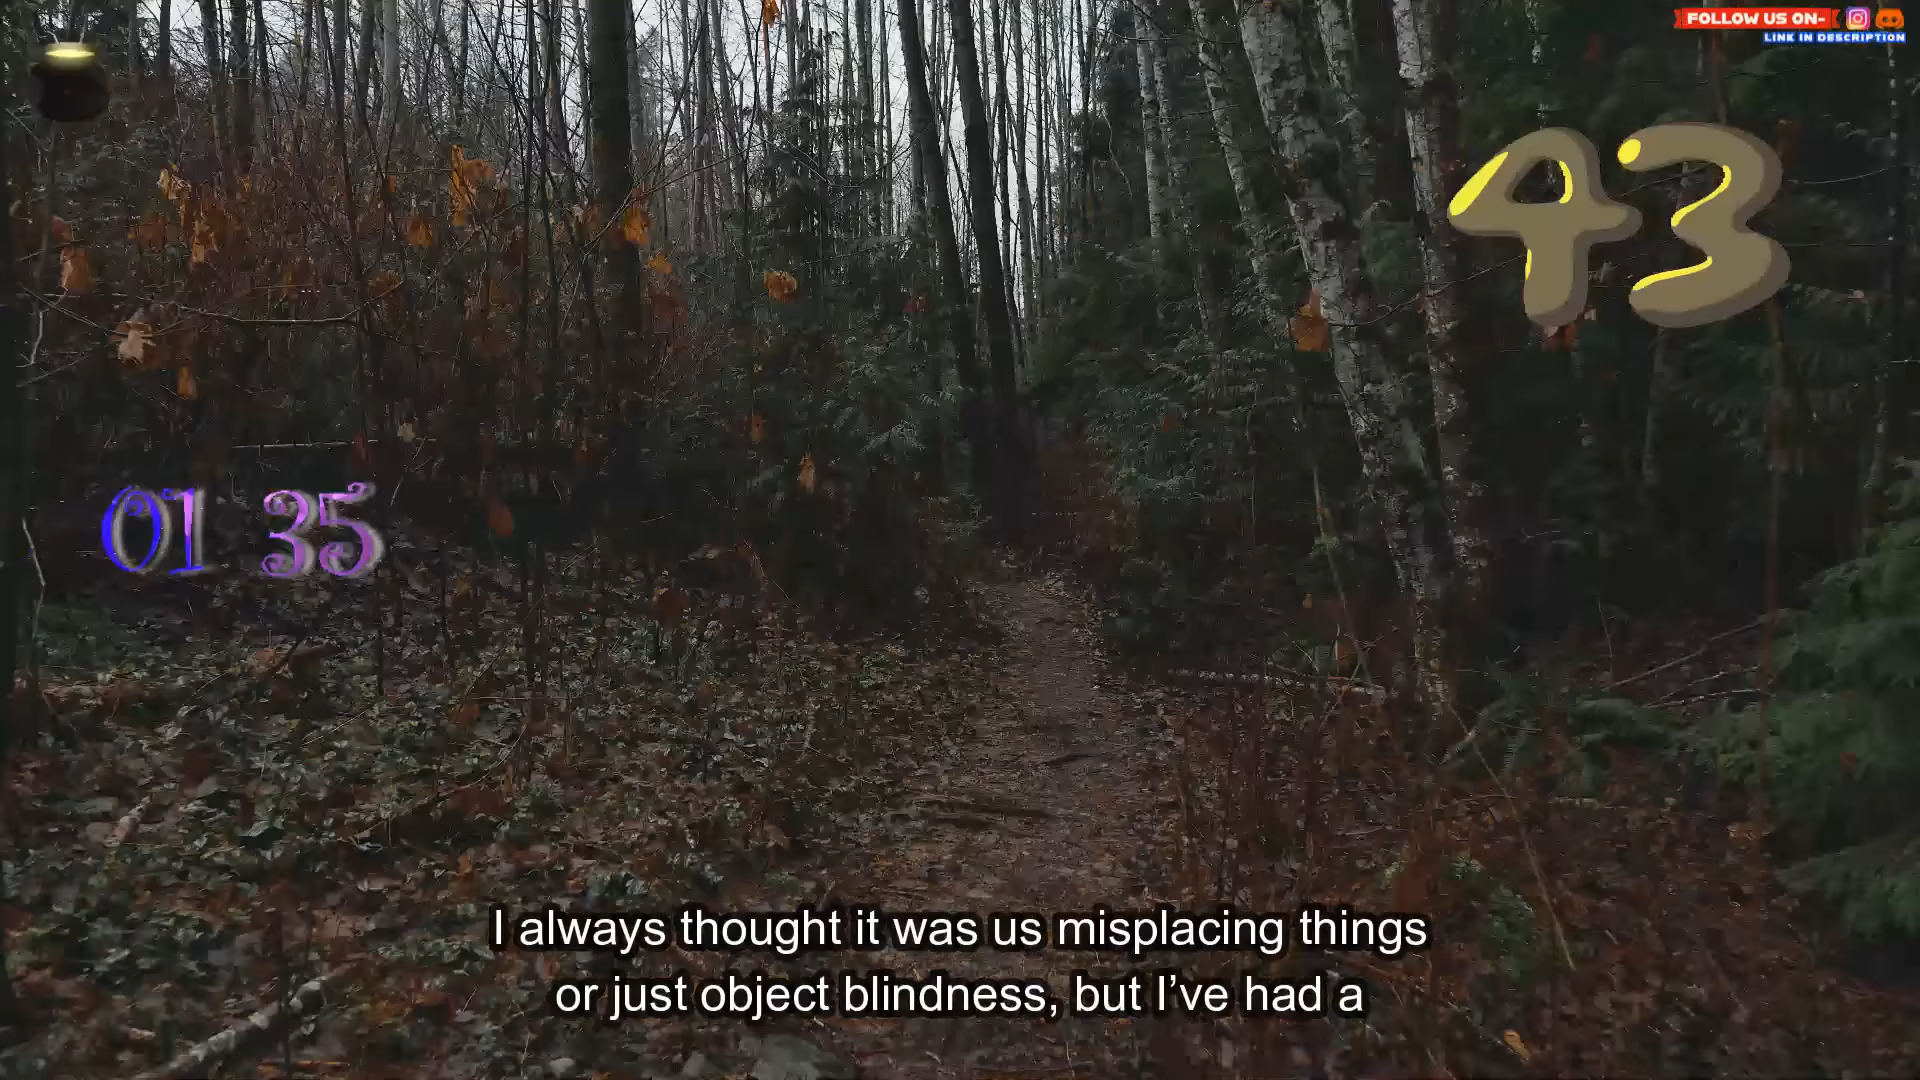 FOLLOW US ON-
LINK IN DESCRIPTION
43
01 35
I always thought it was us misplacing things
or just object blindness, but I’ve had a